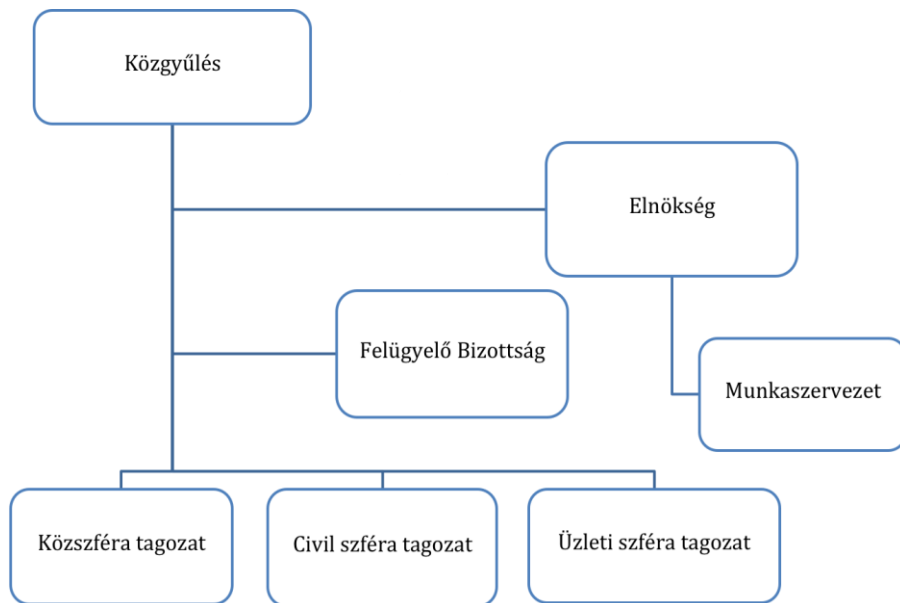 Közgyűlés
Elnökség
Felügyelő Bizottság
Munkaszervezet
Közszféra tagozat
Civil szféra tagozat
Üzleti szféra tagozat